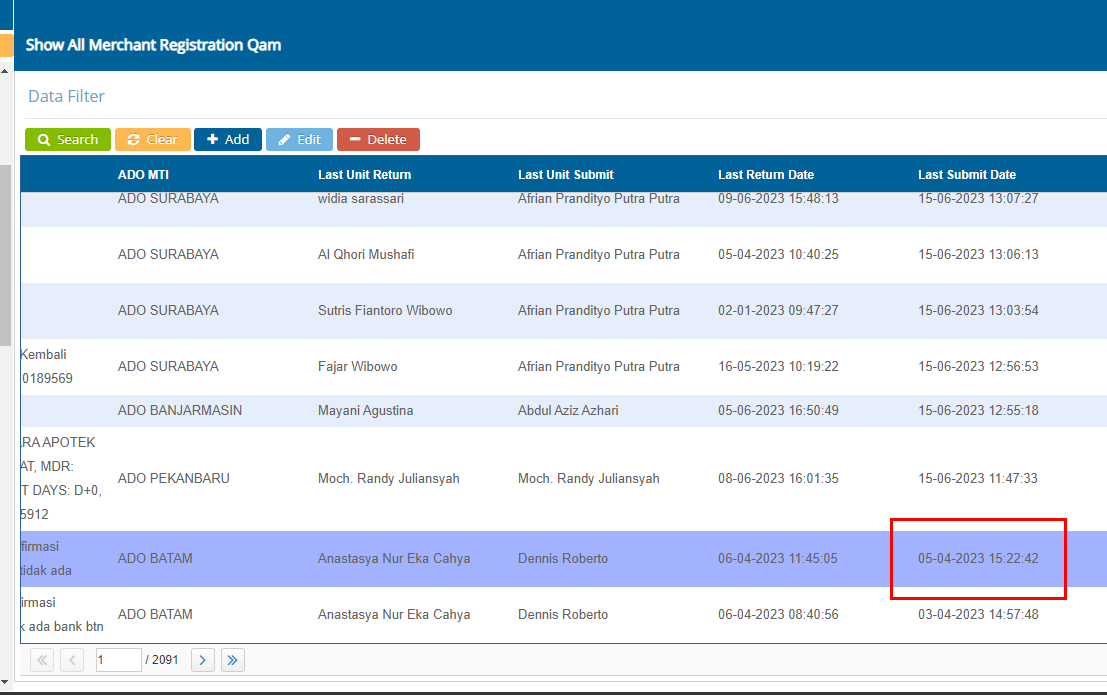 Show All Merchant Registration Qam
Data Filter
Search Clear Add Edit Delete
ADO MTI Last Unit Return Last Unit Submit Last Return Date Last Submit Date
ADO SURABAYA widia sarassari Afrian Prandityo Putra Putra 09-06-2023 15:48:13 15-06-2023 13:07:27
ADO SURABAYA Al Qhori Mushafi Afrian Prandityo Putra Putra 05-04-2023 10:40:25 15-06-2023 13:06:13
ADO SURABAYA Sutris Fiantoro Wibowo Afrian Prandityo Putra Putra 02-01-2023 09:47:27 15-06-2023 13:03:54
Kembali
0189569
ADO SURABAYA Fajar Wibowo Afrian Prandityo Putra Putra 16-05-2023 10:19:22 15-06-2023 12:56:53
ADO BANJARMASIN Mayani Agustina Abdul Aziz Azhari 05-06-2023 16:50:49 15-06-2023 12:55:18
RA APOTEK
AT, MDR:
T DAYS: D+0,
5912
ADO PEKANBARU Moch. Randy Juliansyah Moch. Randy Juliansyah 08-06-2023 16:01:35 15-06-2023 11:47:33
firmasi
tidak ada
ADO BATAM Anastasya Nur Eka Cahya Dennis Roberto 06-04-2023 11:45:05 05-04-2023 15:22:42
irmasi
k ada bank btn
ADO BATAM Anastasya Nur Eka Cahya Dennis Roberto 06-04-2023 08:40:56 03-04-2023 14:57:48
1 / 2091